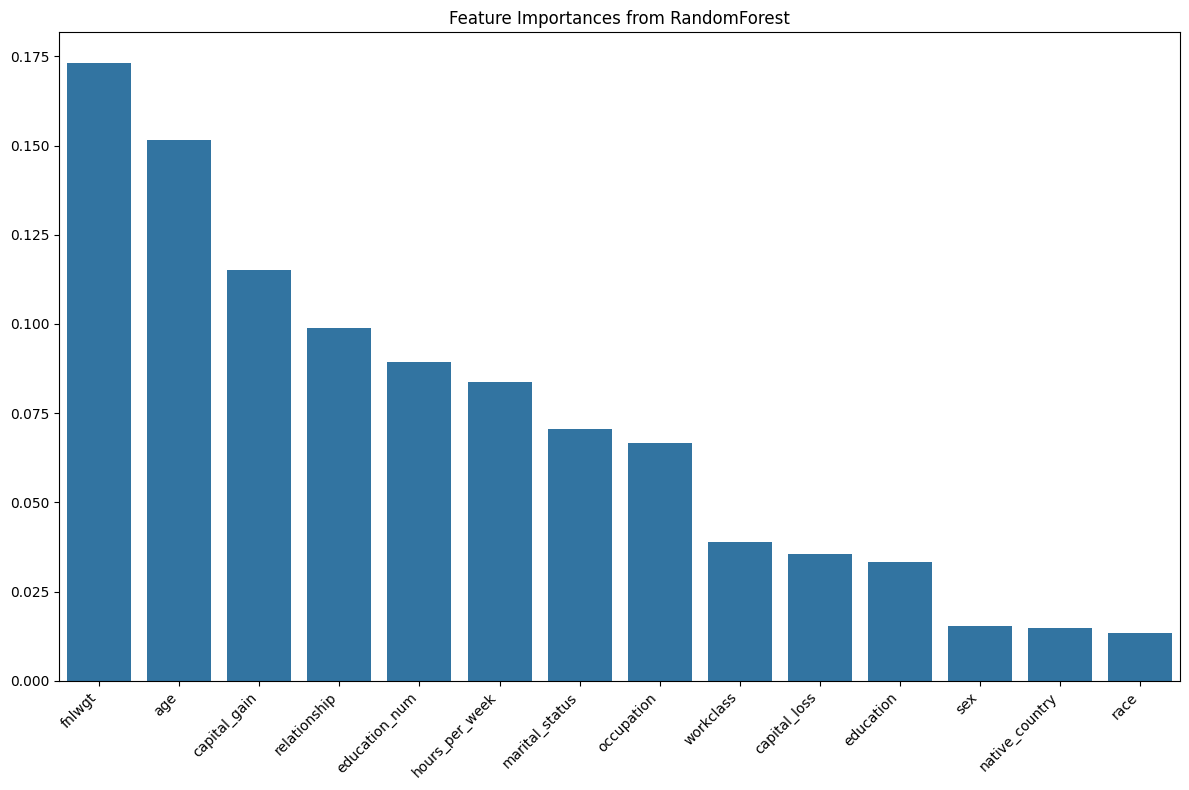 Feature Importances from RandomForest
0.175
0.150
0.125
0.100
0.075
0.050
0.025
0.000
fnlwgt
age
capital_gain
relationship
education_num
hours_per_week
marital_status
occupation
workclass
capital_loss
education
sex
native_country
race